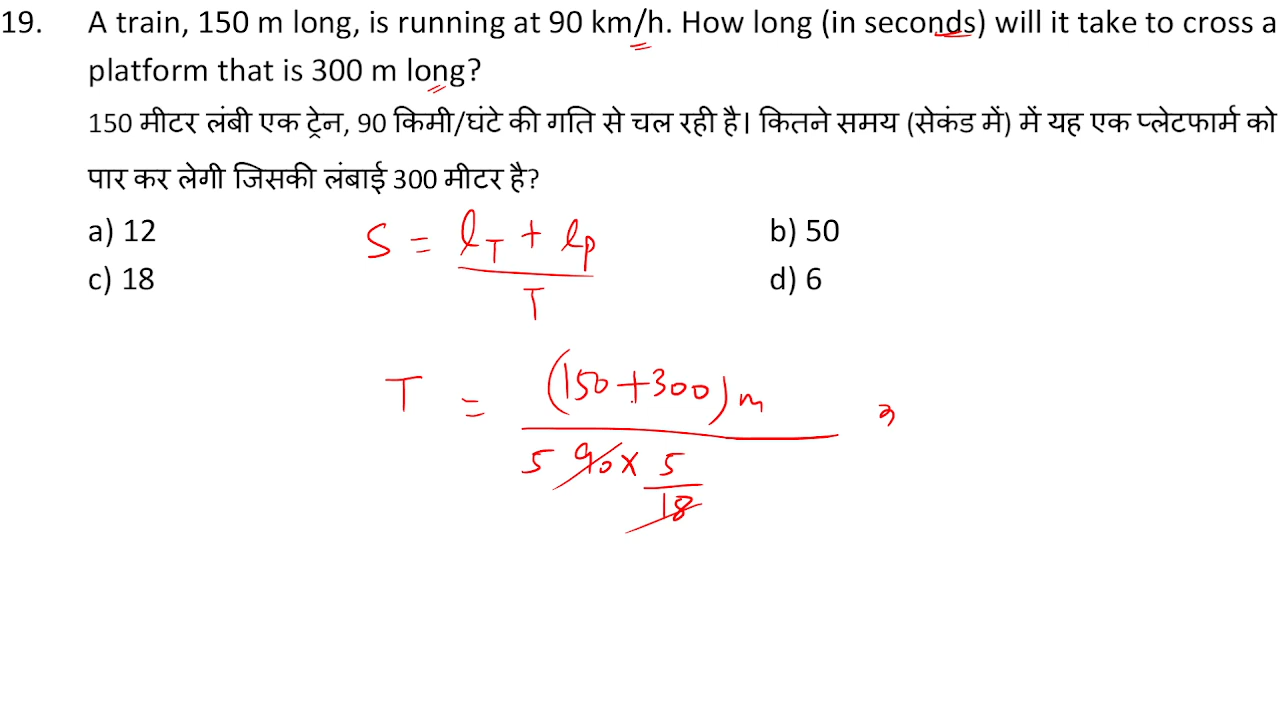 19. A train, 150 m long, is running at 90 km/h. How long (in seconds) will it take to cross a
platform that is 300 m long?
150 मीटर लंबी एक ट्रेन, 90 किमी/घंटे की गति से चल रही है। कितने समय (सेकंड में) में यह एक प्लेटफार्म को
पार कर लेगी जिसकी लंबाई 300 मीटर है?
a) 12 b) 50
c) 18 d) 6
S = l_T + l_P
T
T = (150+300) m
5 90 x 5
18